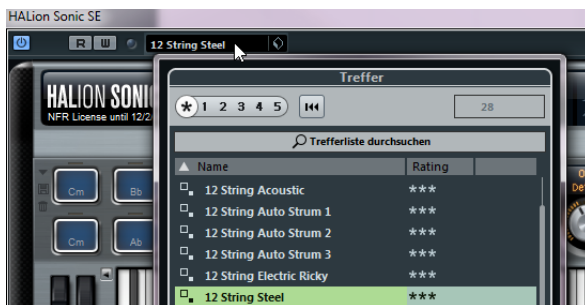 HALion Sonic SE
R W 12 String Steel
Treffer
HALION SONI
NFR License until 12/2/
* 1 2 3 4 5
28
Trefferliste durchsuchen
Name Rating
12 String Acoustic ***
12 String Auto Strum 1 ***
12 String Auto Strum 2 ***
12 String Auto Strum 3 ***
12 String Electric Ricky ***
12 String Steel ***
Cm Bb
Cm Ab